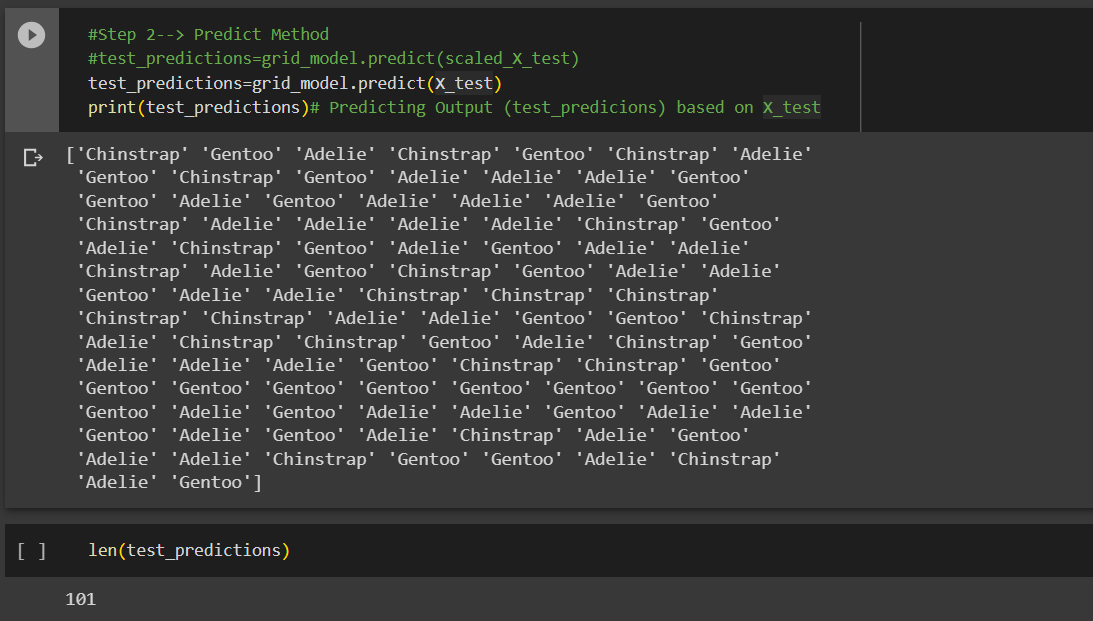 #Step 2--> Predict Method
#test_predictions=grid_model.predict(scaled_X_test)
test_predictions=grid_model.predict(X_test)
print(test_predictions)# Predicting Output (test_predicions) based on X_test
['Chinstrap' 'Gentoo' 'Adelie' 'Chinstrap' 'Gentoo' 'Chinstrap' 'Adelie'
'Gentoo' 'Chinstrap' 'Gentoo' 'Adelie' 'Adelie' 'Adelie' 'Gentoo'
'Gentoo' 'Adelie' 'Gentoo' 'Adelie' 'Adelie' 'Adelie' 'Gentoo'
'Chinstrap' 'Adelie' 'Adelie' 'Adelie' 'Adelie' 'Chinstrap' 'Gentoo'
'Adelie' 'Chinstrap' 'Gentoo' 'Adelie' 'Gentoo' 'Adelie' 'Adelie'
'Chinstrap' 'Adelie' 'Gentoo' 'Chinstrap' 'Gentoo' 'Adelie' 'Adelie'
'Gentoo' 'Adelie' 'Adelie' 'Chinstrap' 'Chinstrap' 'Chinstrap'
'Chinstrap' 'Chinstrap' 'Adelie' 'Adelie' 'Gentoo' 'Gentoo' 'Chinstrap'
'Adelie' 'Chinstrap' 'Chinstrap' 'Gentoo' 'Adelie' 'Chinstrap' 'Gentoo'
'Adelie' 'Adelie' 'Adelie' 'Gentoo' 'Chinstrap' 'Chinstrap' 'Gentoo'
'Gentoo' 'Gentoo' 'Gentoo' 'Gentoo' 'Gentoo' 'Gentoo' 'Gentoo' 'Gentoo'
'Gentoo' 'Adelie' 'Gentoo' 'Adelie' 'Adelie' 'Gentoo' 'Adelie' 'Adelie'
'Gentoo' 'Adelie' 'Gentoo' 'Adelie' 'Chinstrap' 'Adelie' 'Gentoo'
'Adelie' 'Adelie' 'Chinstrap' 'Gentoo' 'Gentoo' 'Adelie' 'Chinstrap'
'Adelie' 'Gentoo']
[ ] len(test_predictions)
101